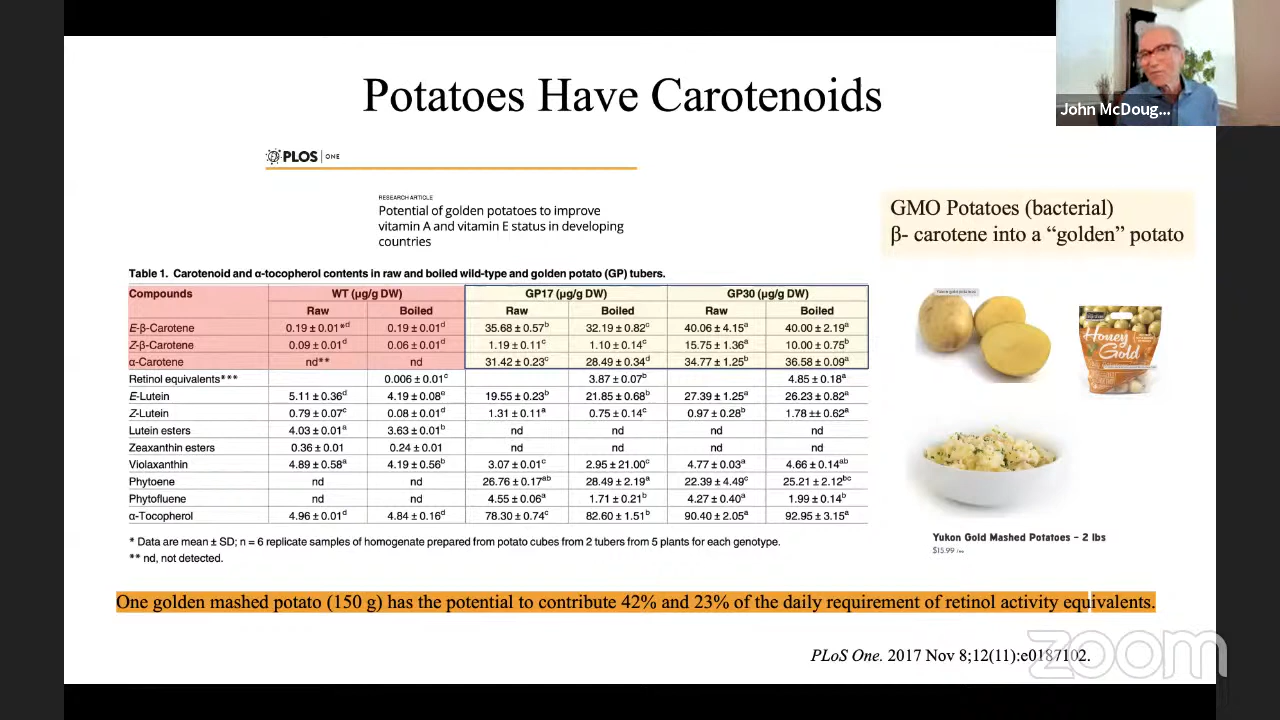 Potatoes Have Carotenoids
John McDoug...
PLOS | ONE
RESEARCH ARTICLE
Potential of golden potatoes to improve
vitamin A and vitamin E status in developing
countries
GMO Potatoes (bacterial)
β- carotene into a “golden” potato
Table 1. Carotenoid and α-tocopherol contents in raw and boiled wild-type and golden potato (GP) tubers.
Compounds WT (µg/g DW) GP17 (µg/g DW) GP30 (µg/g DW)
Raw Boiled Raw Boiled Raw Boiled
E-β-Carotene 0.19 ± 0.01*d 0.19 ± 0.01d 35.68 ± 0.57b 32.19 ± 0.82c 40.06 ± 4.15a 40.00 ± 2.19a
Z-β-Carotene 0.09 ± 0.01d 0.06 ± 0.01d 1.19 ± 0.11c 1.10 ± 0.14c 15.75 ± 1.36a 10.00 ± 0.75b
α-Carotene nd** nd 31.42 ± 0.23c 28.49 ± 0.34d 34.77 ± 1.25b 36.58 ± 0.09a
Retinol equivalents*** 0.006 ± 0.01c 3.87 ± 0.07b 4.85 ± 0.18a
E-Lutein 5.11 ± 0.36d 4.19 ± 0.08e 19.55 ± 0.23b 21.85 ± 0.68b 27.39 ± 1.25a 26.23 ± 0.82a
Z-Lutein 0.79 ± 0.07c 0.08 ± 0.01d 1.31 ± 0.11a 0.75 ± 0.14c 0.97 ± 0.28b 1.78 ±± 0.62a
Lutein esters 4.03 ± 0.01a 3.63 ± 0.01b nd nd nd nd
Zeaxanthin esters 0.36 ± 0.01 0.24 ± 0.01 nd nd nd nd
Violaxanthin 4.89 ± 0.58a 4.19 ± 0.56b 3.07 ± 0.01c 2.95 ± 21.00c 4.77 ± 0.03a 4.66 ± 0.14ab
Phytoene nd nd 26.76 ± 0.17ab 28.49 ± 2.19a 22.39 ± 4.49c 25.21 ± 2.12bc
Phytofluene nd nd 4.55 ± 0.06a 1.71 ± 0.21b 4.27 ± 0.40a 1.99 ± 0.14b
α-Tocopherol 4.96 ± 0.01d 4.84 ± 0.16d 78.30 ± 0.74c 82.60 ± 1.51b 90.40 ± 2.05a 92.95 ± 3.15a
* Data are mean ± SD; n = 6 replicate samples of homogenate prepared from potato cubes from 2 tubers from 5 plants for each genotype.
** nd, not detected.
Honey
Gold
Yukon Gold Mashed Potatoes – 2 lbs
$15.99
One golden mashed potato (150 g) has the potential to contribute 42% and 23% of the daily requirement of retinol activity equivalents.
PLoS One. 2017 Nov 8;12(11):e0187102.
zoom